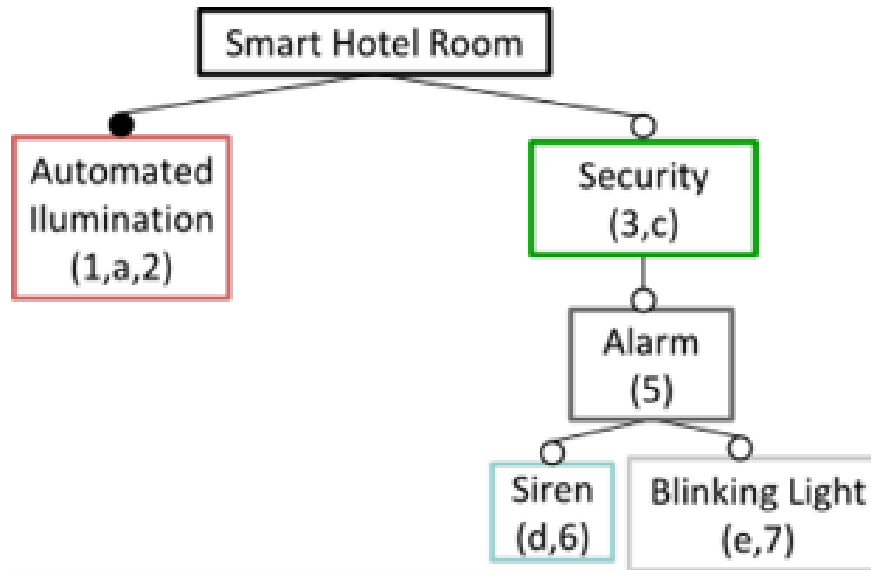 Smart Hotel Room
Automated
Ilumination
(1,a,2)
Security
(3,c)
Alarm
(5)
Siren
(d,6)
Blinking Light
(e,7)